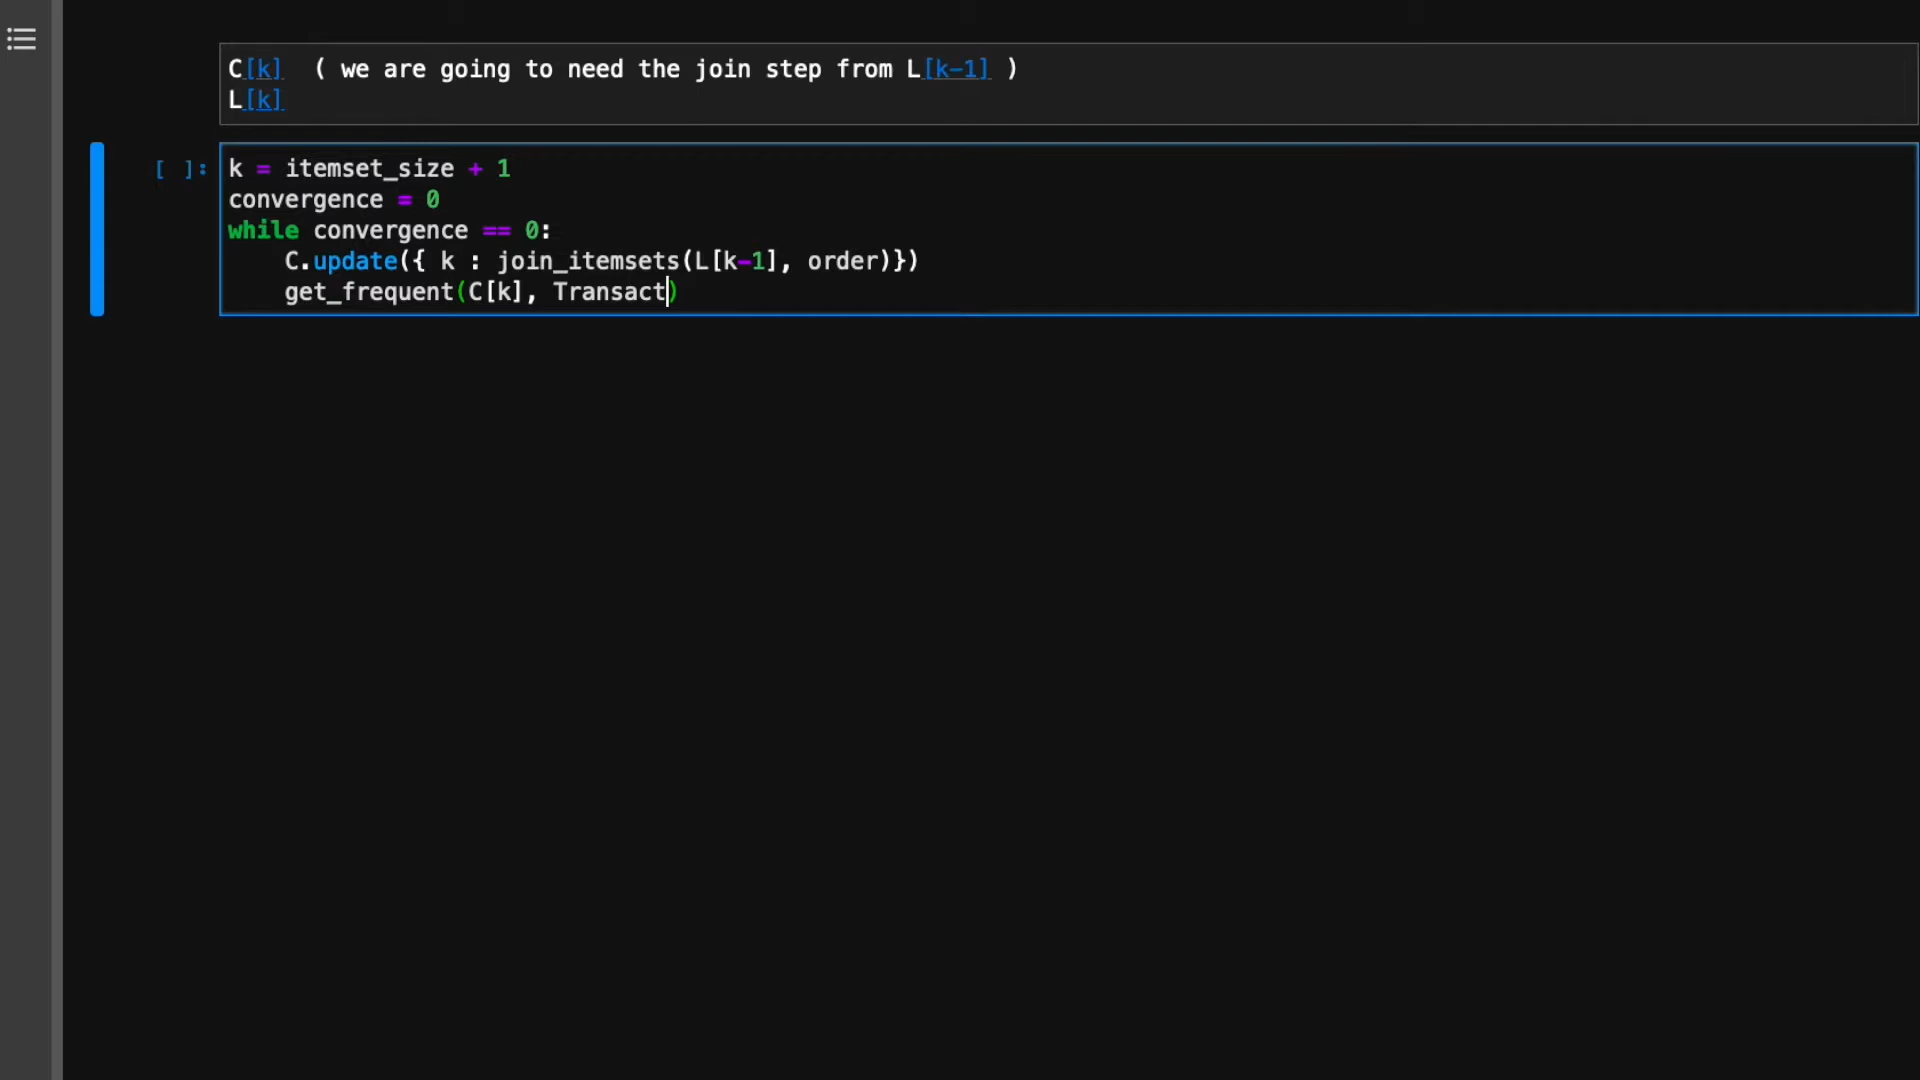 C[k]  ( we are going to need the join step from L[k-1] )
L[k]
[ ]: k = itemset_size + 1
convergence = 0
while convergence == 0:
    C.update({ k : join_itemsets(L[k-1], order)})
    get_frequent(C[k], Transact)